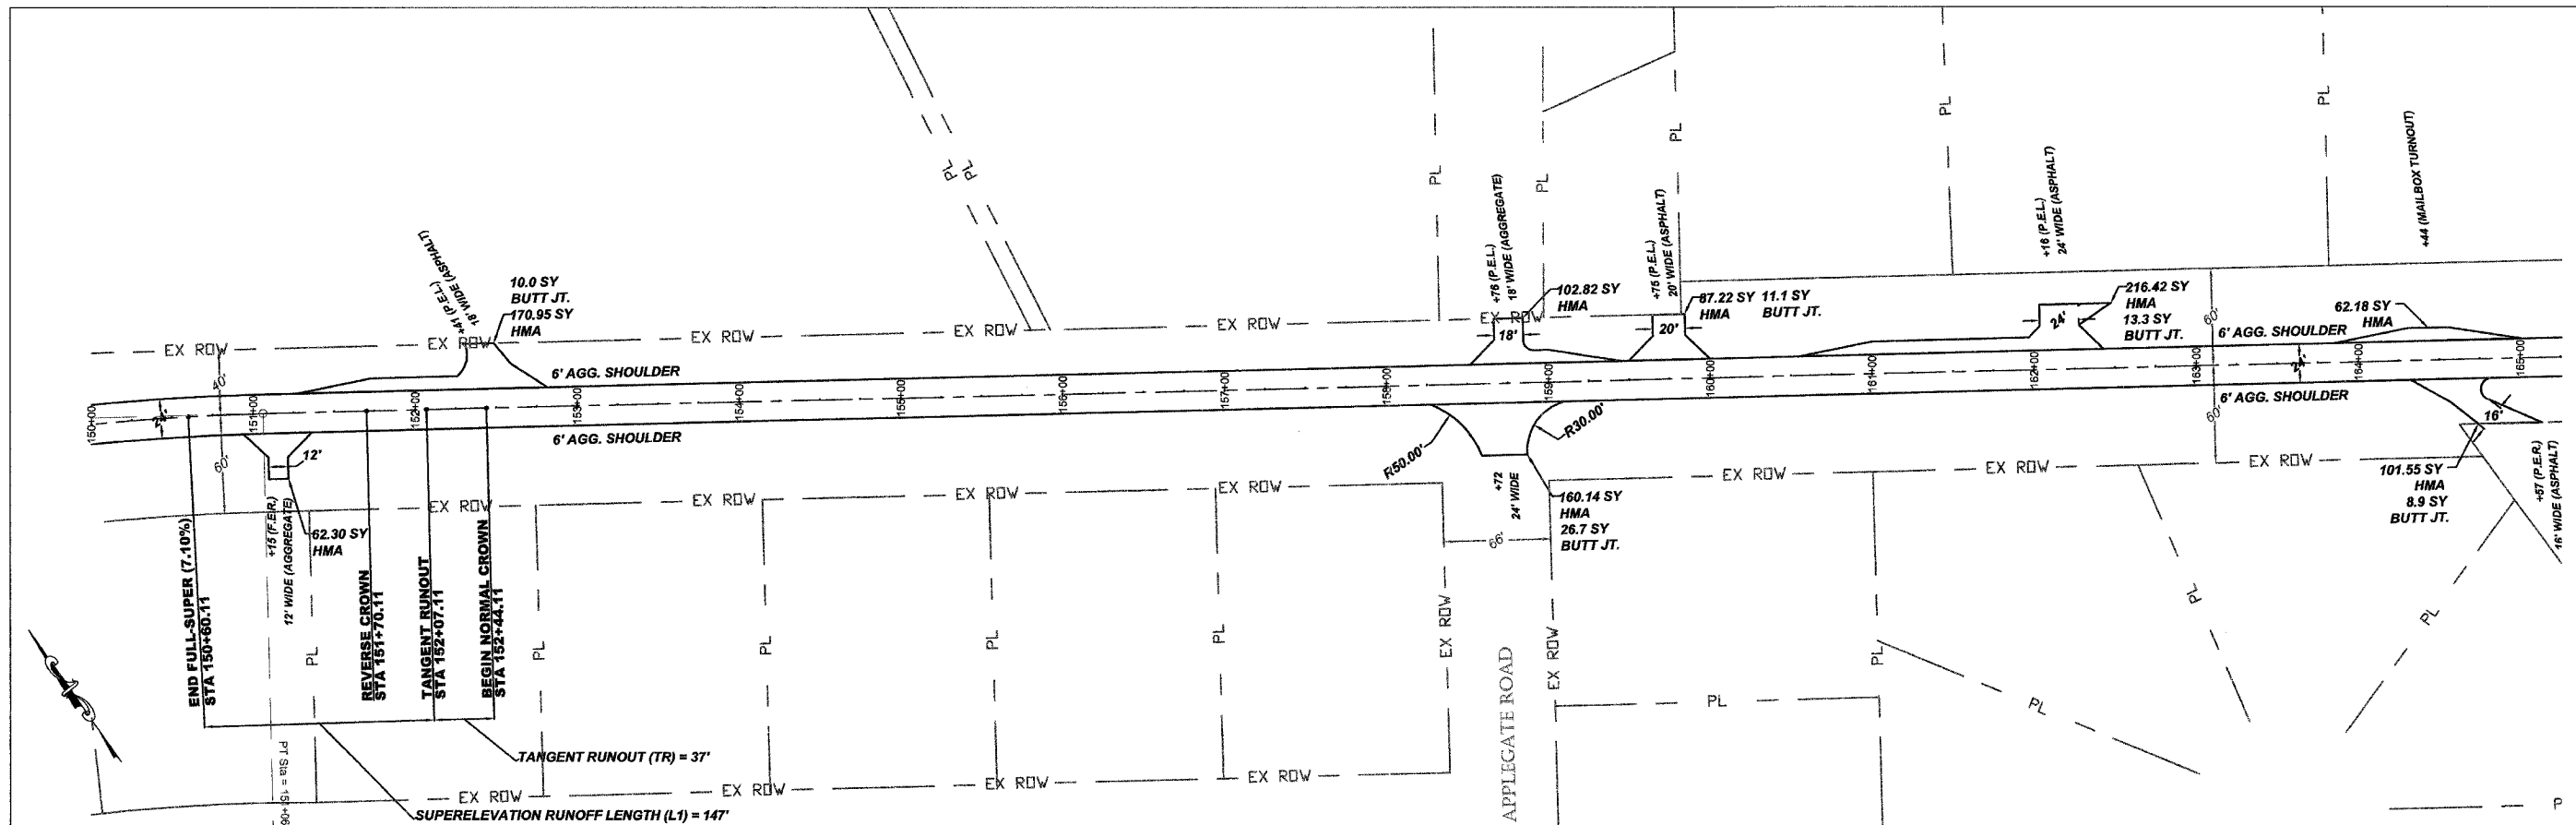 PL
PL
PL
PL
PL
PL
PL
PL
+41 (P.E.L.)
18' WIDE (ASPHALT)
10.0 SY
BUTT JT.
170.95 SY
HMA
+76 (P.E.L.)
18' WIDE (AGGREGATE)
102.82 SY
HMA
+75 (P.E.L.)
20' WIDE (ASPHALT)
87.22 SY 11.1 SY
HMA BUTT JT.
+16 (P.E.L.)
24' WIDE (ASPHALT)
216.42 SY
HMA
13.3 SY
BUTT JT.
+44 (MAILBOX TURNOUT)
62.18 SY
HMA
EX ROW
EX ROW
EX ROW
EX ROW
EX ROW
EX ROW
18'
20'
24'
60'
40'
6' AGG. SHOULDER
6' AGG. SHOULDER
24'
24'
150+00
151+00
152+00
153+00
154+00
155+00
156+00
157+00
158+00
159+00
160+00
161+00
162+00
163+00
164+00
165+00
6' AGG. SHOULDER
6' AGG. SHOULDER
60'
60'
12'
R50.00'
R30.00'
16'
+15 (F.E.R.)
12' WIDE (AGGREGATE)
62.30 SY
HMA
EX ROW
EX ROW
EX ROW
EX ROW
EX ROW
EX ROW
+72
24' WIDE
160.14 SY
HMA
26.7 SY
BUTT JT.
66'
101.55 SY
HMA
8.9 SY
BUTT JT.
+57 (P.E.R.)
16' WIDE (ASPHALT)
END FULL-SUPER (7.10%)
STA 150+60.11
REVERSE CROWN
STA 151+70.11
TANGENT RUNOUT
STA 152+07.11
BEGIN NORMAL CROWN
STA 152+44.11
PL
PL
PL
PL
PL
EX ROW
EX ROW
PL
PL
PL
PL
PL
APPLEGATE ROAD
PT Sta = 151+06
TANGENT RUNOUT (TR) = 37'
SUPERELEVATION RUNOFF LENGTH (L1) = 147'
EX ROW
EX ROW
EX ROW
EX ROW
P